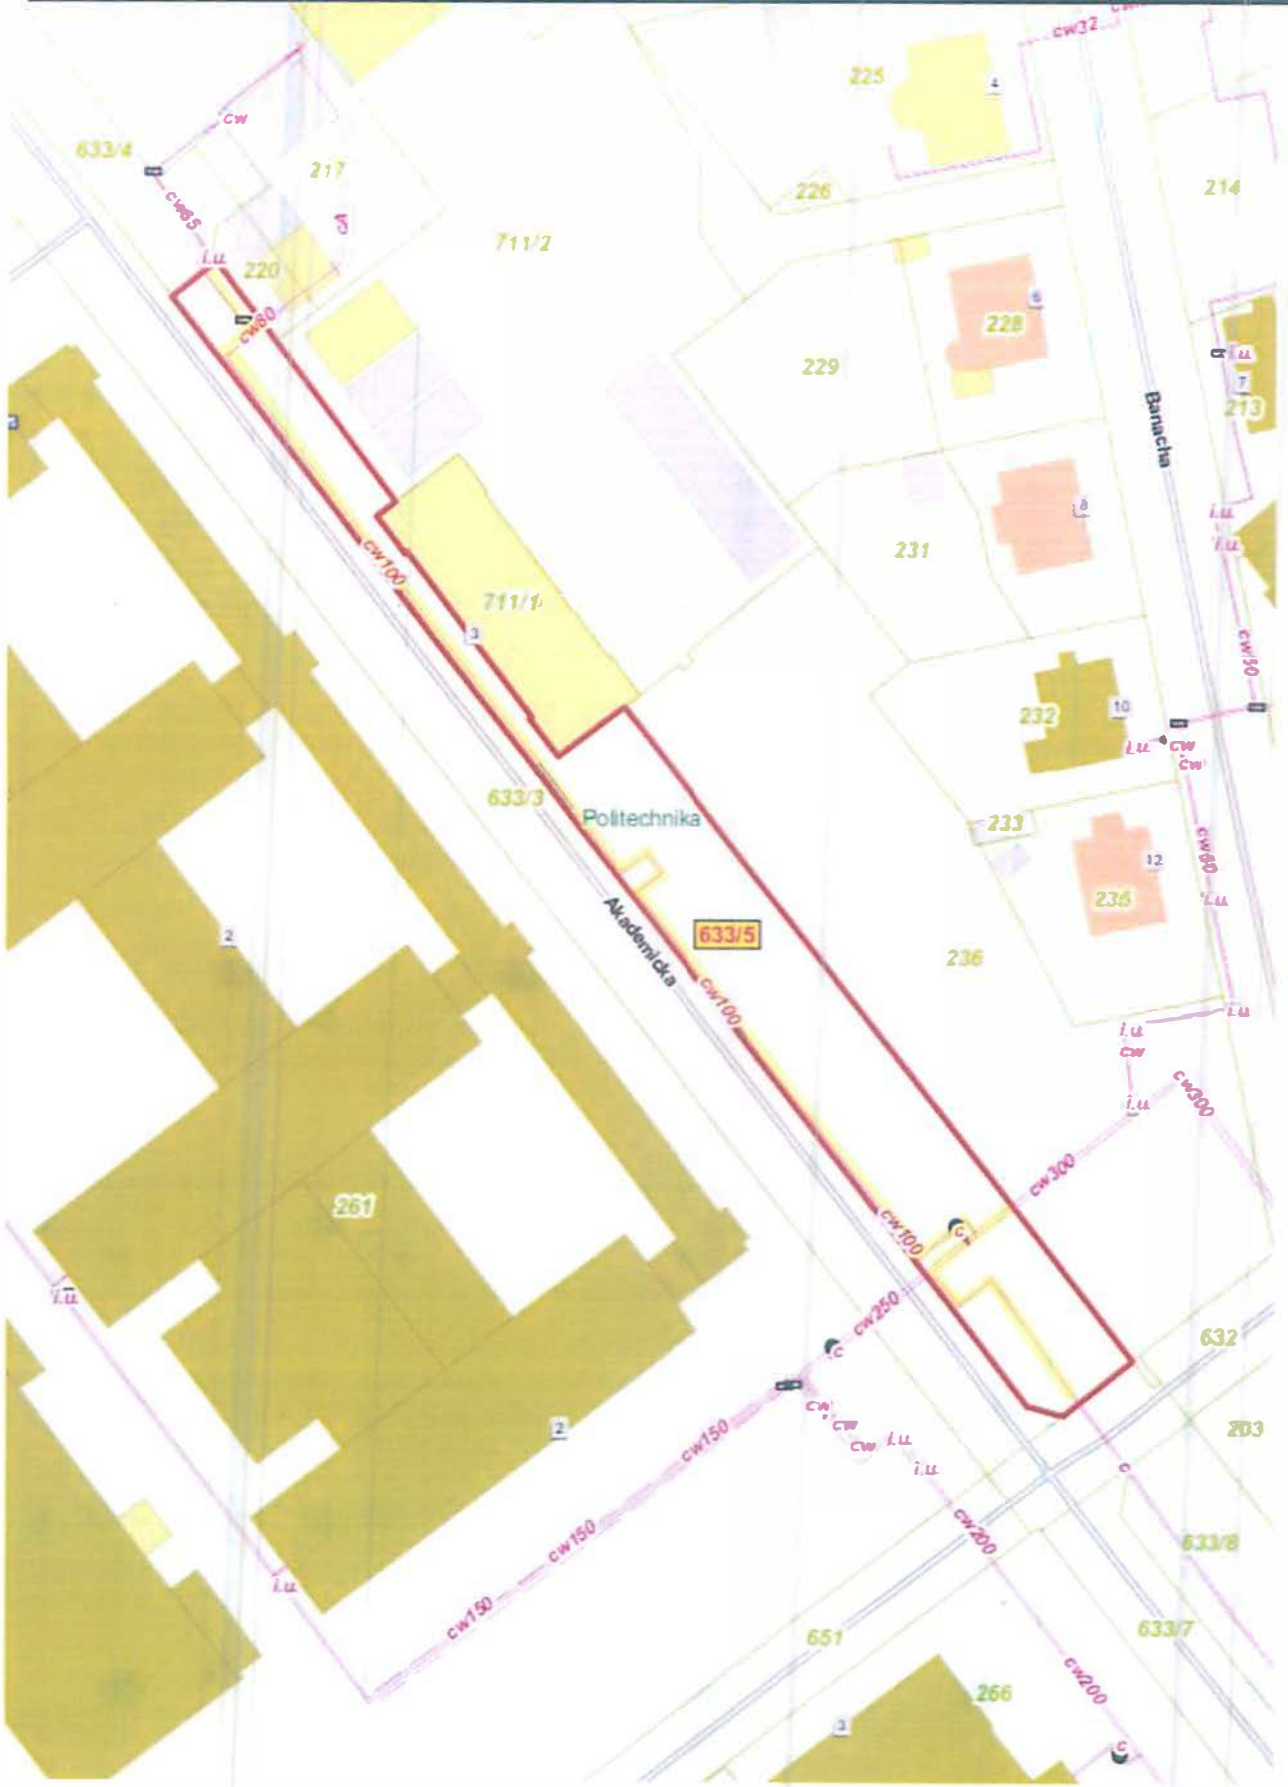 cw32
225
4
cw
633/4
217
214
226
cw85
711/2
i.u
220
6
cw80
228
229
i.u
7
213
Banacha
8
i.u
i.u
231
cw100
711/1
3
cw50
10
232
i.u
cw
cw
633/3
Politechnika
233
12
cw80
235
i.u
Akademicka
633/5
2
236
cw100
i.u
i.u
cw
cw300
i.u
cw300
261
cw100
c
i.u
cw250
632
c
cw
cw
203
2
cw150
cw
i.u
i.u
c
cw200
cw150
633/8
i.u
cw150
651
633/7
cw200
266
3
c